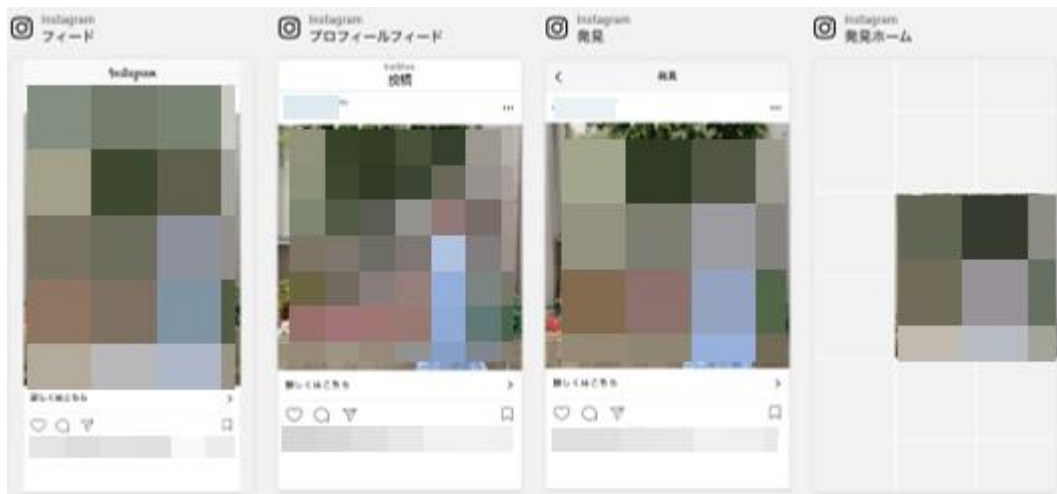 Instagram
フィード
Instagram
プロフィールフィード
Instagram
発見
Instagram
発見ホーム
Instagram
投稿
発見
詳しくはこちら
詳しくはこちら
詳しくはこちら